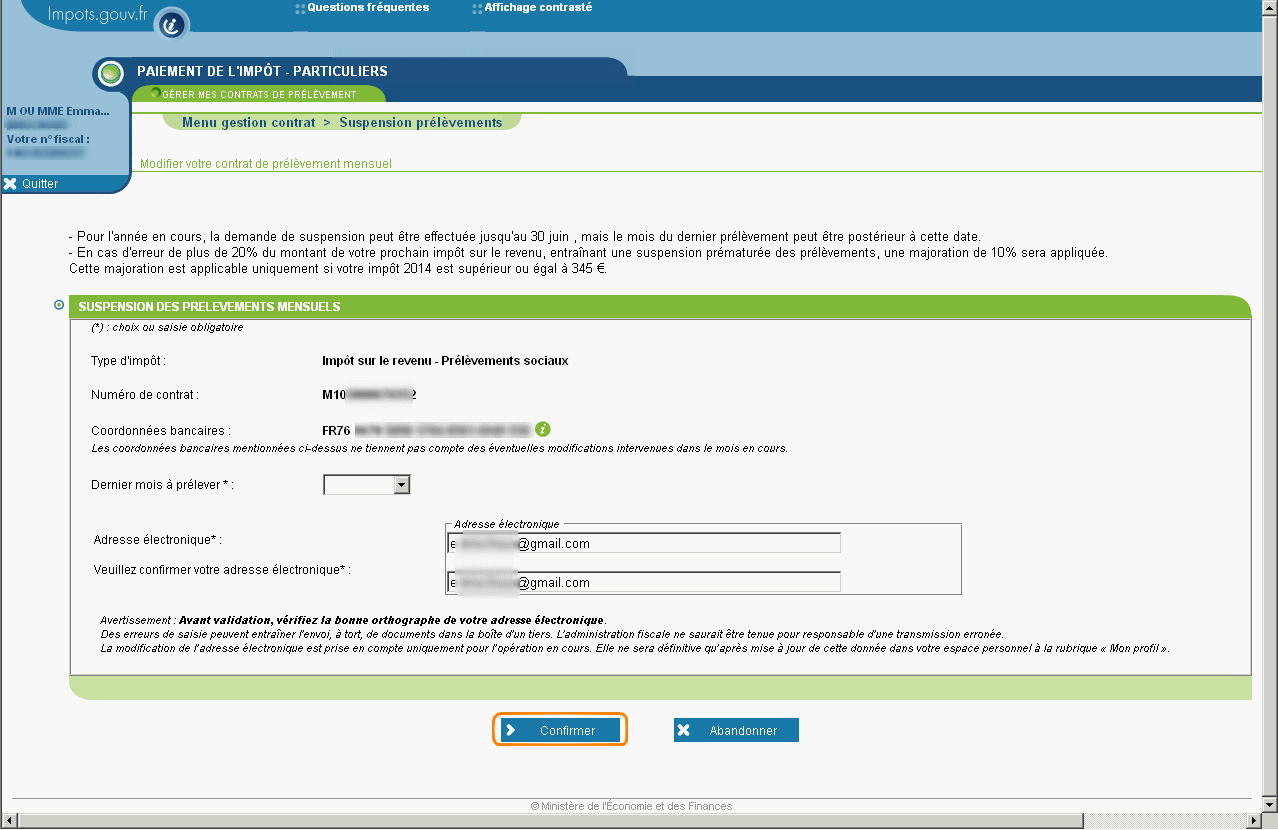 Impots.gouv.fr
Questions fréquentes
Affichage contrasté
PAIEMENT DE L'IMPÔT - PARTICULIERS
GÉRER MES CONTRATS DE PRÉLÈVEMENT
M OU MME Emma...
Votre n° fiscal :
Quitter
Menu gestion contrat > Suspension prélèvements
Modifier votre contrat de prélèvement mensuel
- Pour l'année en cours, la demande de suspension peut être effectuée jusqu'au 30 juin , mais le mois du dernier prélèvement peut être postérieur à cette date.
- En cas d'erreur de plus de 20% du montant de votre prochain impôt sur le revenu, entraînant une suspension prématurée des prélèvements, une majoration de 10% sera appliquée.
Cette majoration est applicable uniquement si votre impôt 2014 est supérieur ou égal à 345 €.
SUSPENSION DES PRELEVEMENTS MENSUELS
(*) : choix ou saisie obligatoire
Type d'impôt : Impôt sur le revenu - Prélèvements sociaux
Numéro de contrat : M10 2
Coordonnées bancaires : FR76
Les coordonnées bancaires mentionnées ci-dessus ne tiennent pas compte des éventuelles modifications intervenues dans le mois en cours.
Dernier mois à prélever * :
Adresse électronique
Adresse électronique* : e @gmail.com
Veuillez confirmer votre adresse électronique* : e @gmail.com
Avertissement : Avant validation, vérifiez la bonne orthographe de votre adresse électronique.
Des erreurs de saisie peuvent entraîner l'envoi, à tort, de documents dans la boîte d'un tiers. L'administration fiscale ne saurait être tenue pour responsable d'une transmission erronée.
La modification de l'adresse électronique est prise en compte uniquement pour l'opération en cours. Elle ne sera définitive qu'après mise à jour de cette donnée dans votre espace personnel à la rubrique « Mon profil ».
Confirmer
Abandonner
© Ministère de l'Économie et des Finances